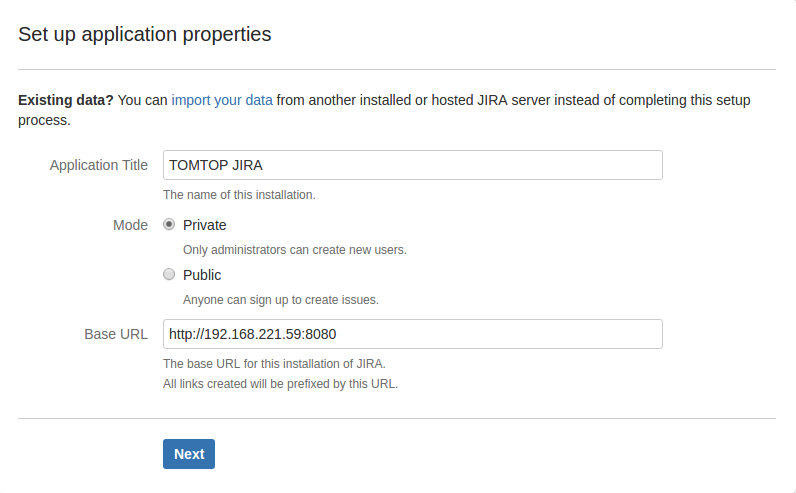 Set up application properties
Existing data? You can import your data from another installed or hosted JIRA server instead of completing this setup
process.
Application Title TOMTOP JIRA
The name of this installation.
Mode Private
Only administrators can create new users.
Public
Anyone can sign up to create issues.
Base URL http://192.168.221.59:8080
The base URL for this installation of JIRA.
All links created will be prefixed by this URL.
Next